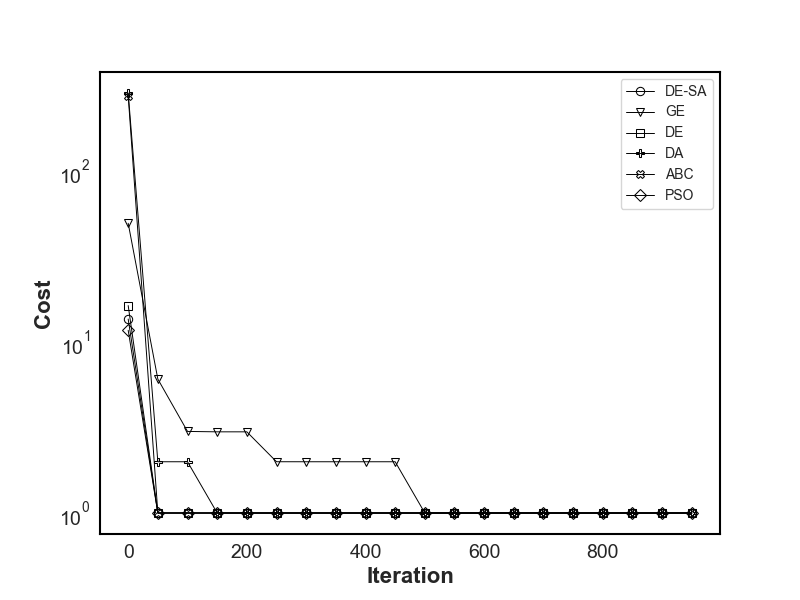 DE-SA
GE
DE
DA
ABC
PSO
10^2
10^1
10^0
Cost
0 200 400 600 800
Iteration